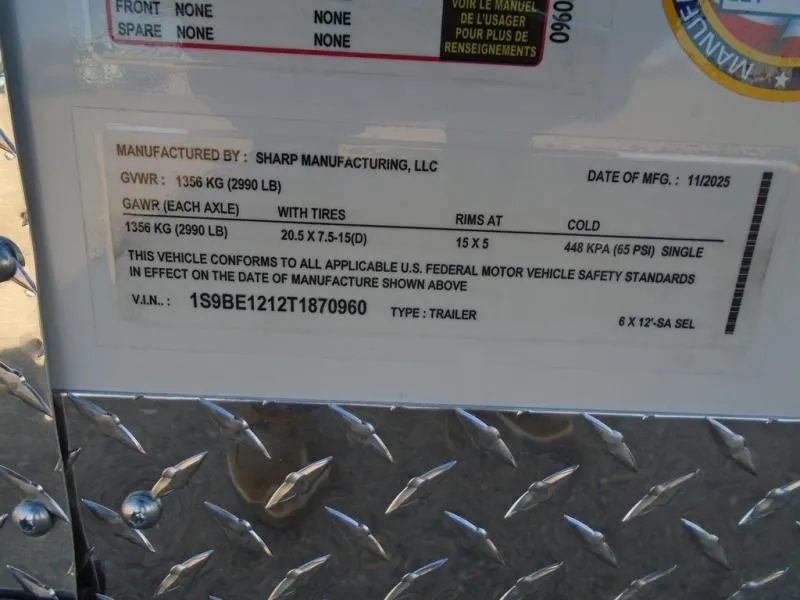 FRONT NONE NONE
SPARE NONE NONE
VOIR LE MANUEL
DE L'USAGER
POUR PLUS DE
RENSEIGNEMENTS
0960
MANUF
MANUFACTURED BY : SHARP MANUFACTURING, LLC
DATE OF MFG. : 11/2025
GVWR : 1356 KG (2990 LB)
GAWR (EACH AXLE) WITH TIRES RIMS AT COLD
1356 KG (2990 LB) 20.5 X 7.5-15(D) 15 X 5 448 KPA (65 PSI) SINGLE
THIS VEHICLE CONFORMS TO ALL APPLICABLE U.S. FEDERAL MOTOR VEHICLE SAFETY STANDARDS
IN EFFECT ON THE DATE OF MANUFACTURE SHOWN ABOVE
V.I.N.. : 1S9BE1212T1870960 TYPE : TRAILER 6 X 12'-SA SEL